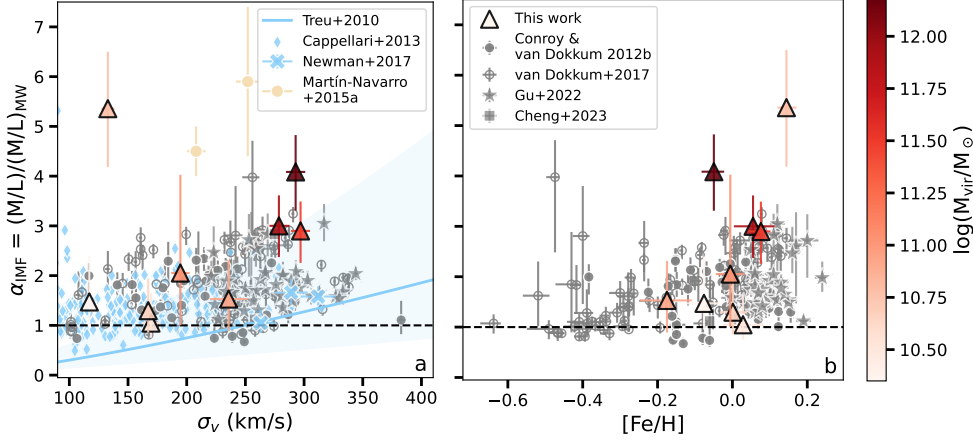 7
6
5
4
3
2
1
0
α_IMF = (M/L)/(M/L)_MW
Treu+2010
Cappellari+2013
Newman+2017
Martín-Navarro
+2015a
a
100 150 200 250 300 350 400
σ_v (km/s)
This work
Conroy &
van Dokkum 2012b
van Dokkum+2017
Gu+2022
Cheng+2023
b
−0.6 −0.4 −0.2 0.0 0.2
[Fe/H]
12.00
11.75
11.50
11.25
11.00
10.75
10.50
log(M_vir/M_⊙)